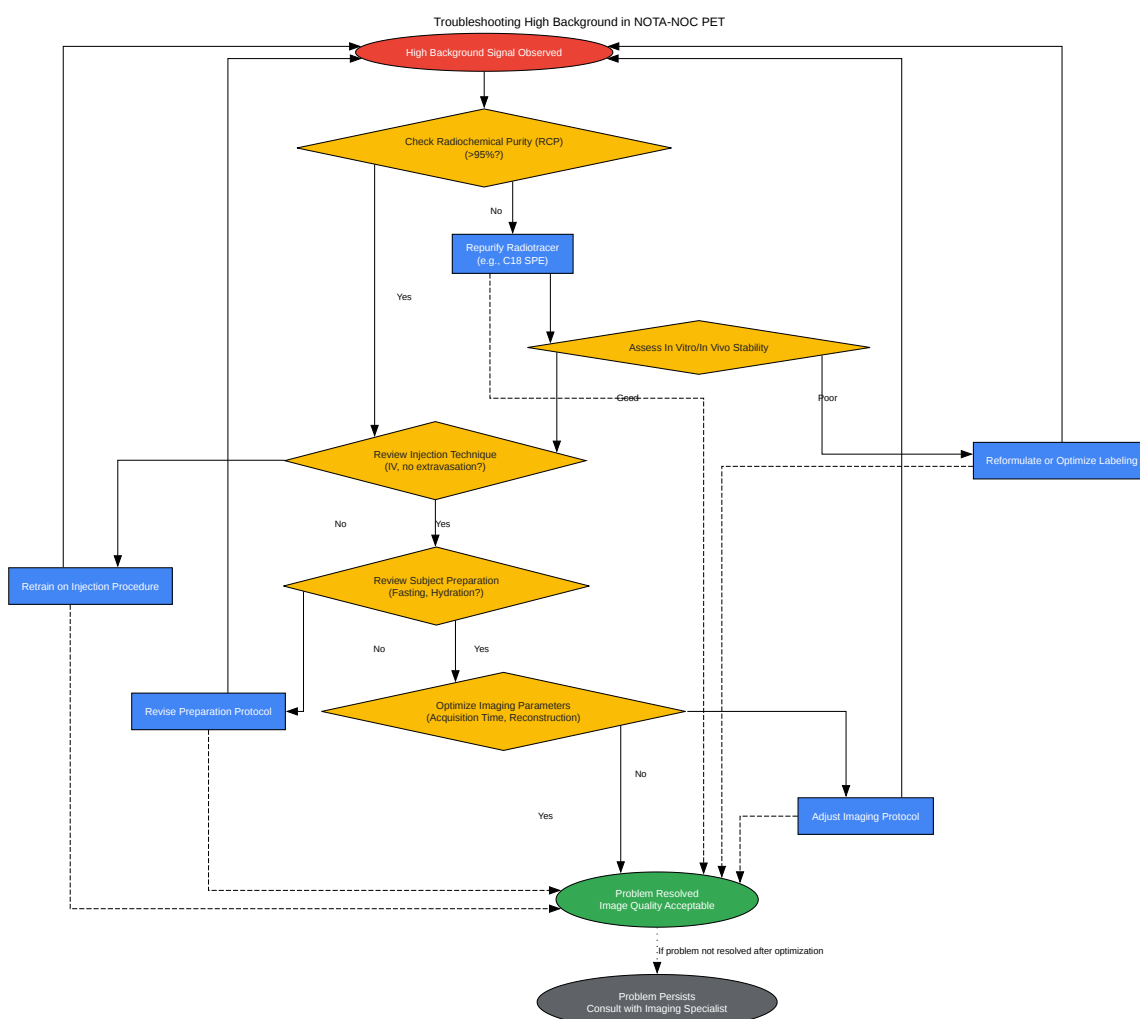 Troubleshooting High Background in NOTA-NOC PET
High Background Signal Observed
Check Radiochemical Purity (RCP)
(>95%?)
No
Repurify Radiotracer
(e.g., C18 SPE)
Yes
Assess In Vitro/In Vivo Stability
Good
Poor
Review Injection Technique
(IV, no extravasation?)
Reformulate or Optimize Labeling
No
Yes
Retrain on Injection Procedure
Review Subject Preparation
(Fasting, Hydration?)
No
Yes
Revise Preparation Protocol
Optimize Imaging Parameters
(Acquisition Time, Reconstruction)
No
Yes
Adjust Imaging Protocol
Problem Resolved
Image Quality Acceptable
If problem not resolved after optimization
Problem Persists
Consult with Imaging Specialist